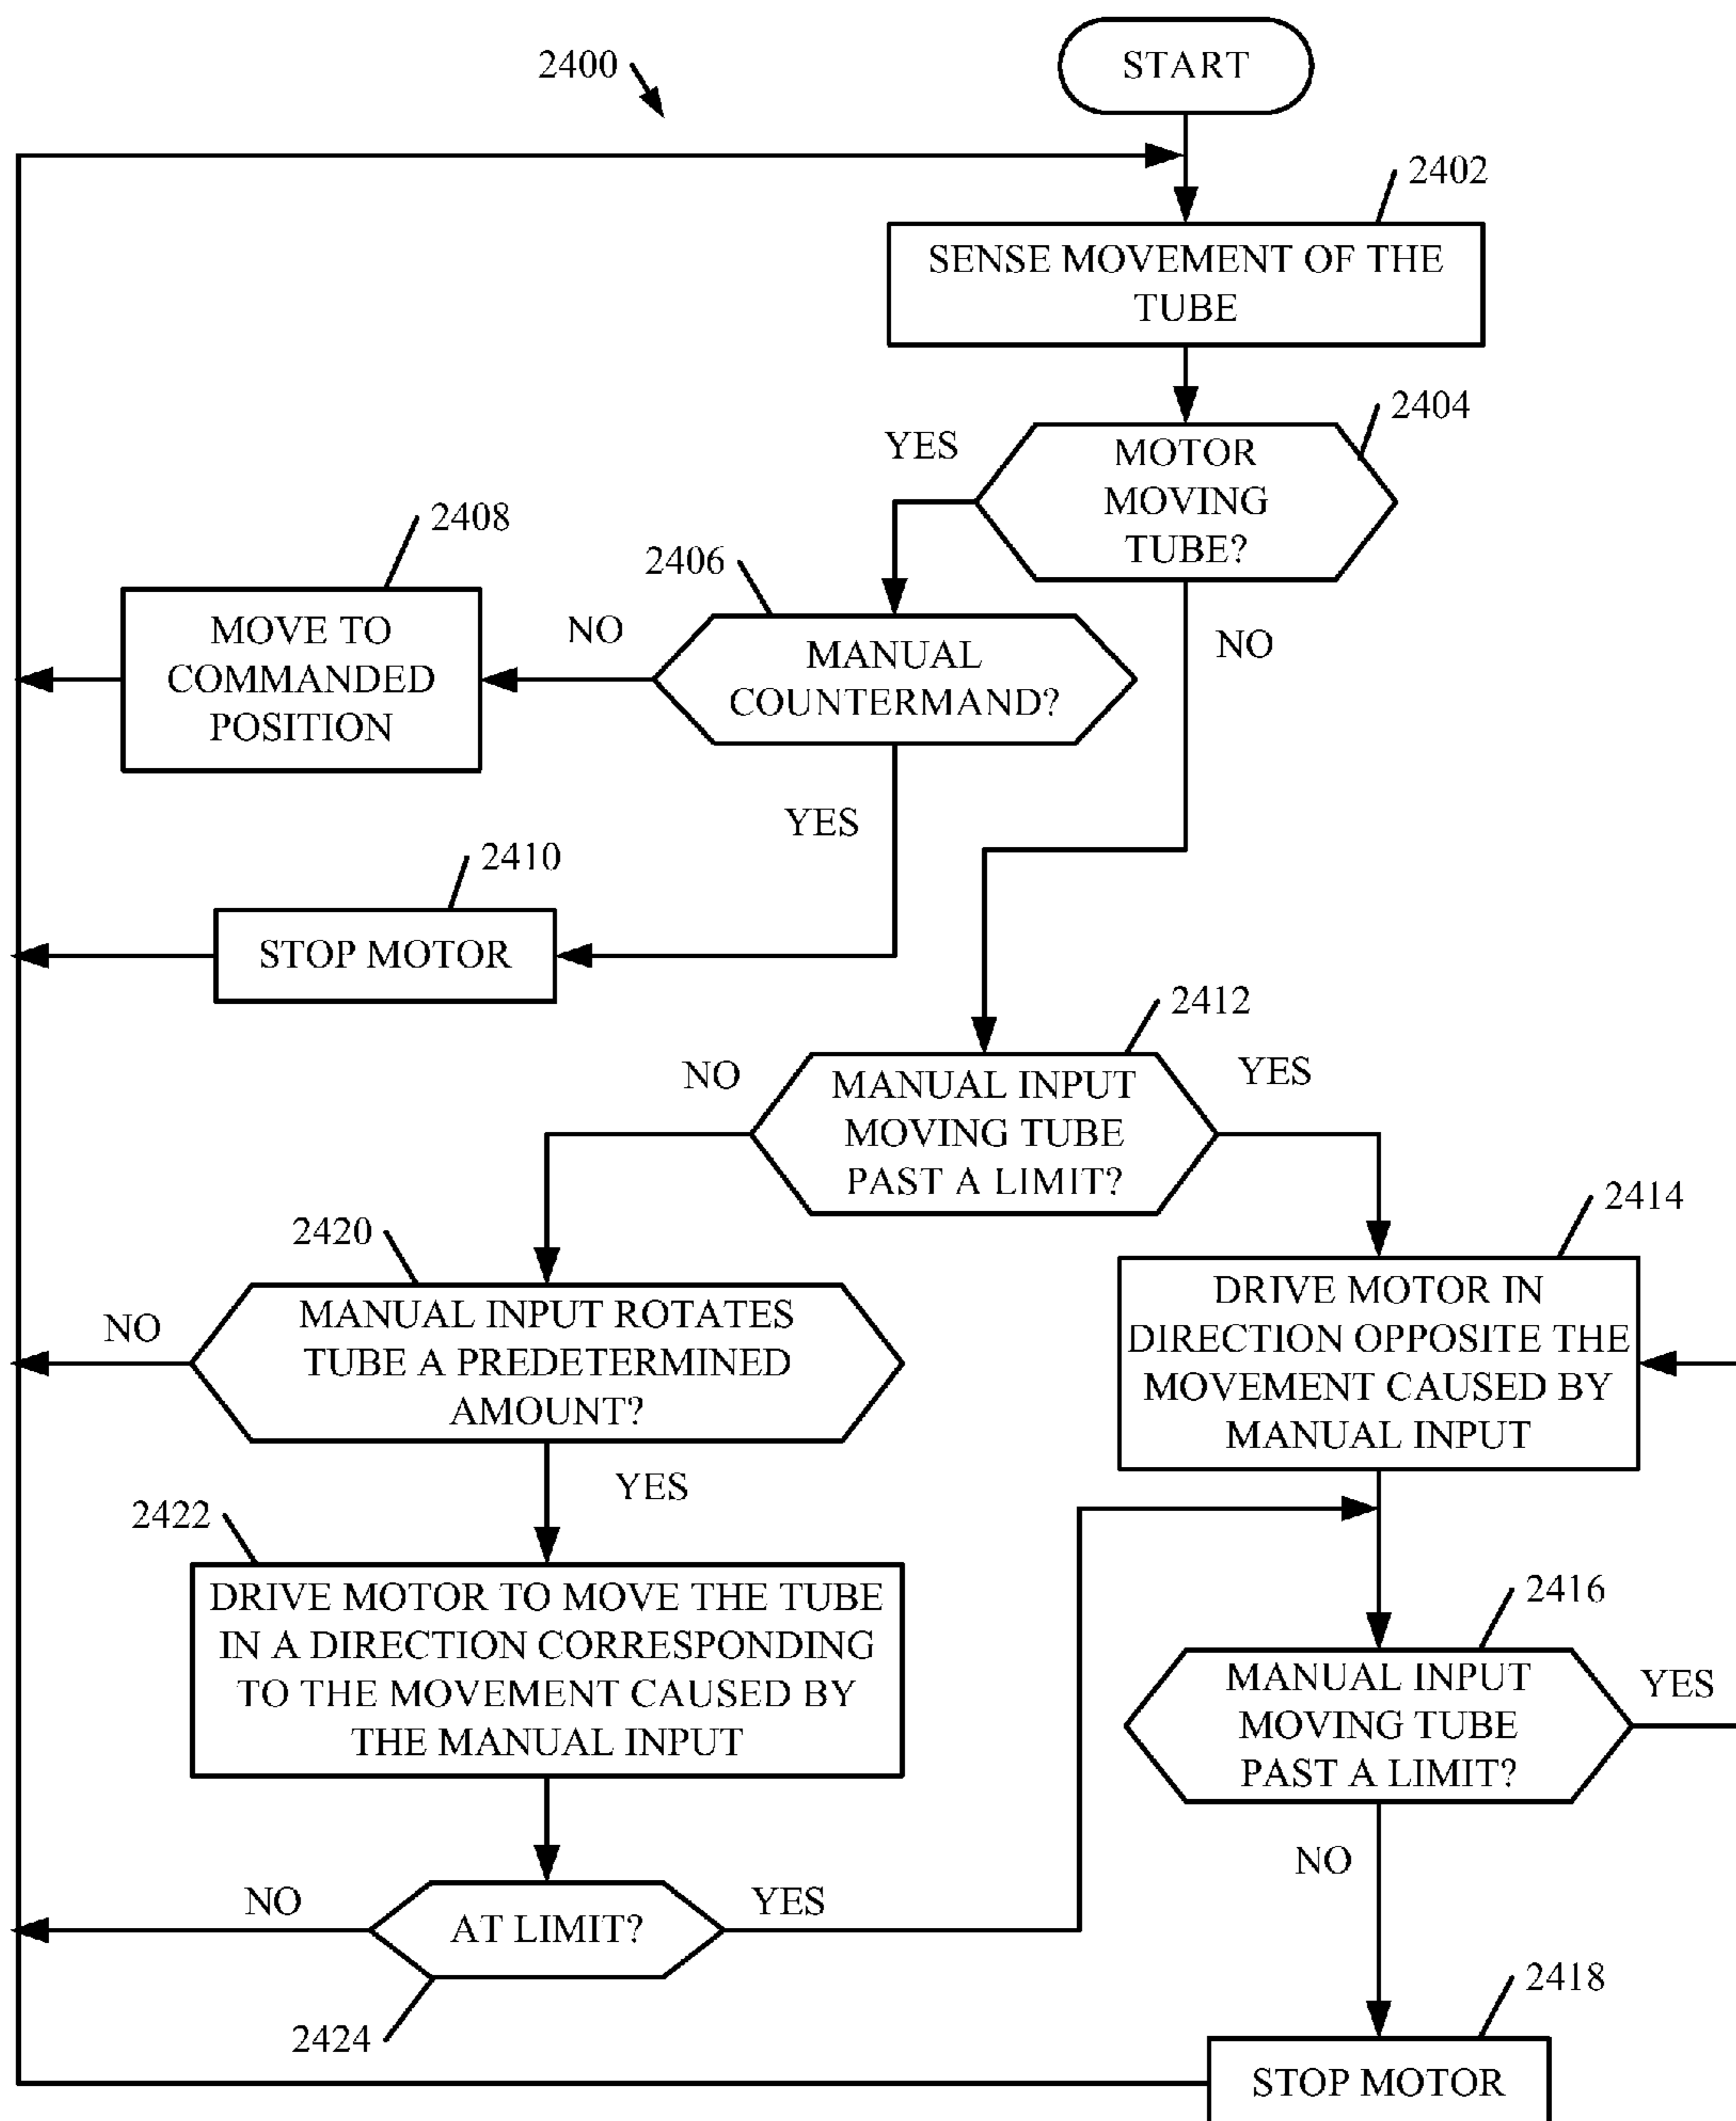 2400
START
2402
SENSE MOVEMENT OF THE
TUBE
2404
YES
MOTOR
MOVING
TUBE?
2408
2406
NO
MOVE TO
COMMANDED
POSITION
NO
MANUAL
COUNTERMAND?
YES
2410
STOP MOTOR
2412
NO
MANUAL INPUT
MOVING TUBE
PAST A LIMIT?
YES
2414
2420
DRIVE MOTOR IN
DIRECTION OPPOSITE THE
MOVEMENT CAUSED BY
MANUAL INPUT
NO
MANUAL INPUT ROTATES
TUBE A PREDETERMINED
AMOUNT?
YES
2422
DRIVE MOTOR TO MOVE THE TUBE
IN A DIRECTION CORRESPONDING
TO THE MOVEMENT CAUSED BY
THE MANUAL INPUT
2416
MANUAL INPUT
MOVING TUBE
PAST A LIMIT?
YES
NO
NO
AT LIMIT?
YES
2424
2418
STOP MOTOR